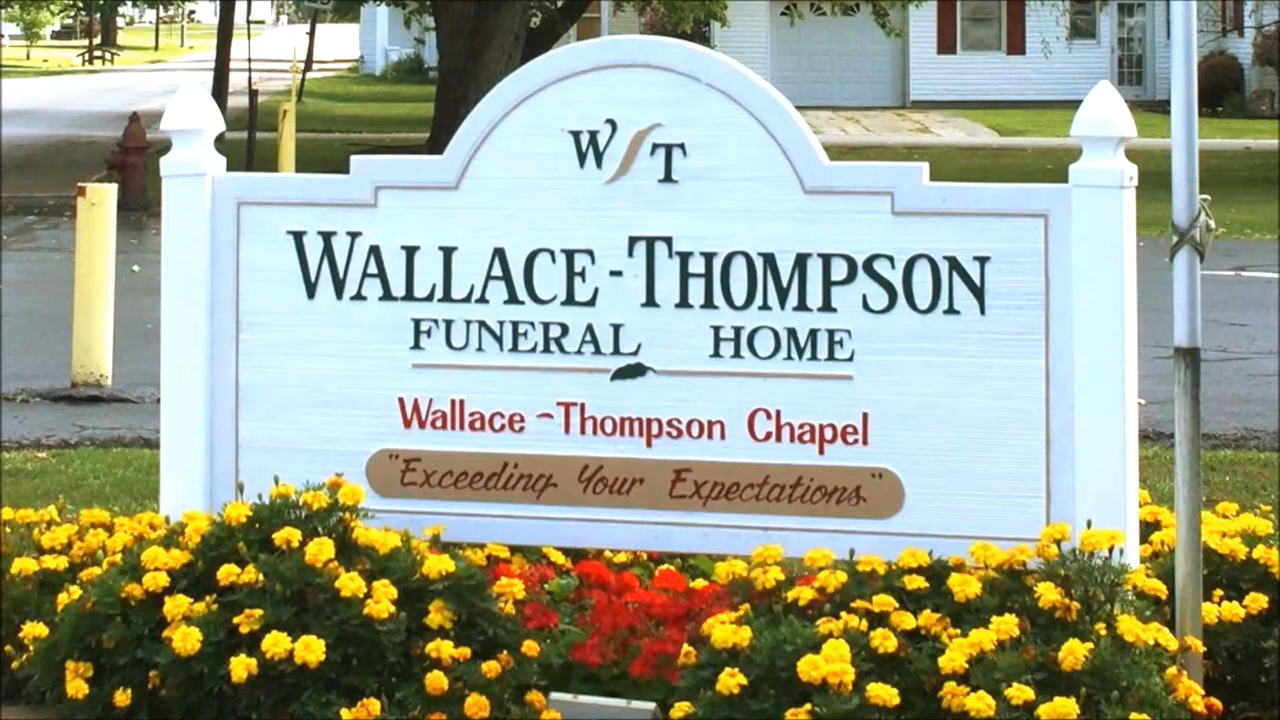 W T
WALLACE-THOMPSON
FUNERAL HOME
Wallace-Thompson Chapel
"Exceeding Your Expectations"